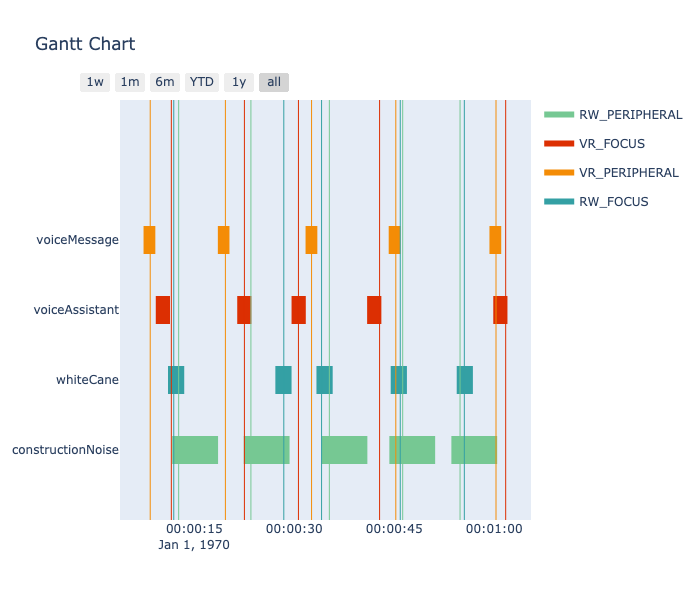 Gantt Chart
1w 1m 6m YTD 1y all
RW_PERIPHERAL
VR_FOCUS
VR_PERIPHERAL
RW_FOCUS
voiceMessage
voiceAssistant
whiteCane
constructionNoise
00:00:15 00:00:30 00:00:45 00:01:00
Jan 1, 1970